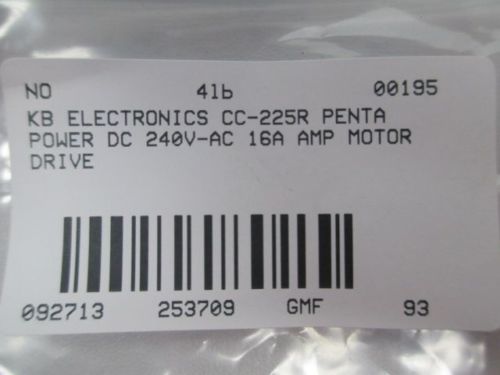 NO 4lb 00195
KB ELECTRONICS CC-225R PENTA
POWER DC 240V-AC 16A AMP MOTOR
DRIVE
092713 253709 GMF 93